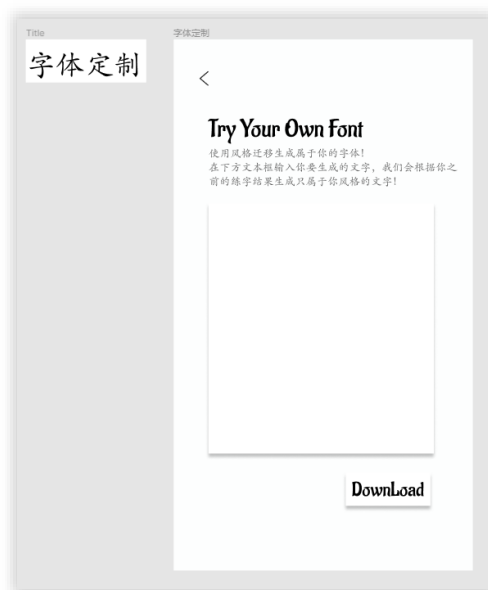 Title
字体定制
字体定制
Try Your Own Font
使用风格迁移生成属于你的字体！
在下方文本框输入你要生成的文字，我们会根据你之
前的练字结果生成只属于你风格的文字！
DownLoad